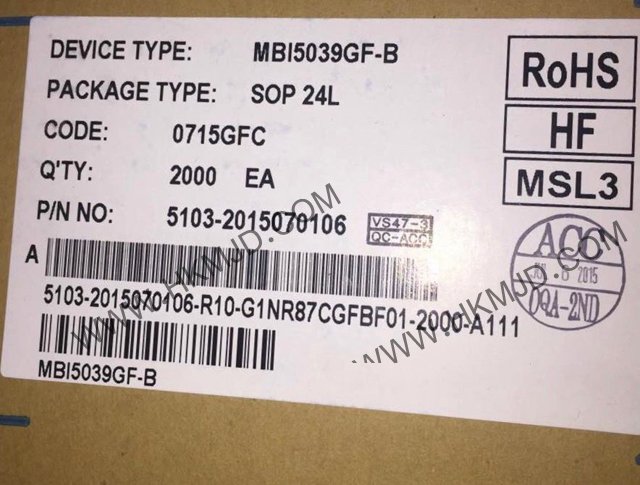 DEVICE TYPE: MBI5039GF-B
PACKAGE TYPE: SOP 24L
CODE: 0715GFC
Q'TY: 2000 EA
P/N NO: 5103-2015070106
VS47-3
QC-ACC
A
5103-2015070106-R10-G1NR87CGFBF01-2000-A111
MBI5039GF-B
RoHS
HF
MSL3
ACC
2015
DQA-2ND
WWW.HKMJD.COM
WWW.HKMJD.COM